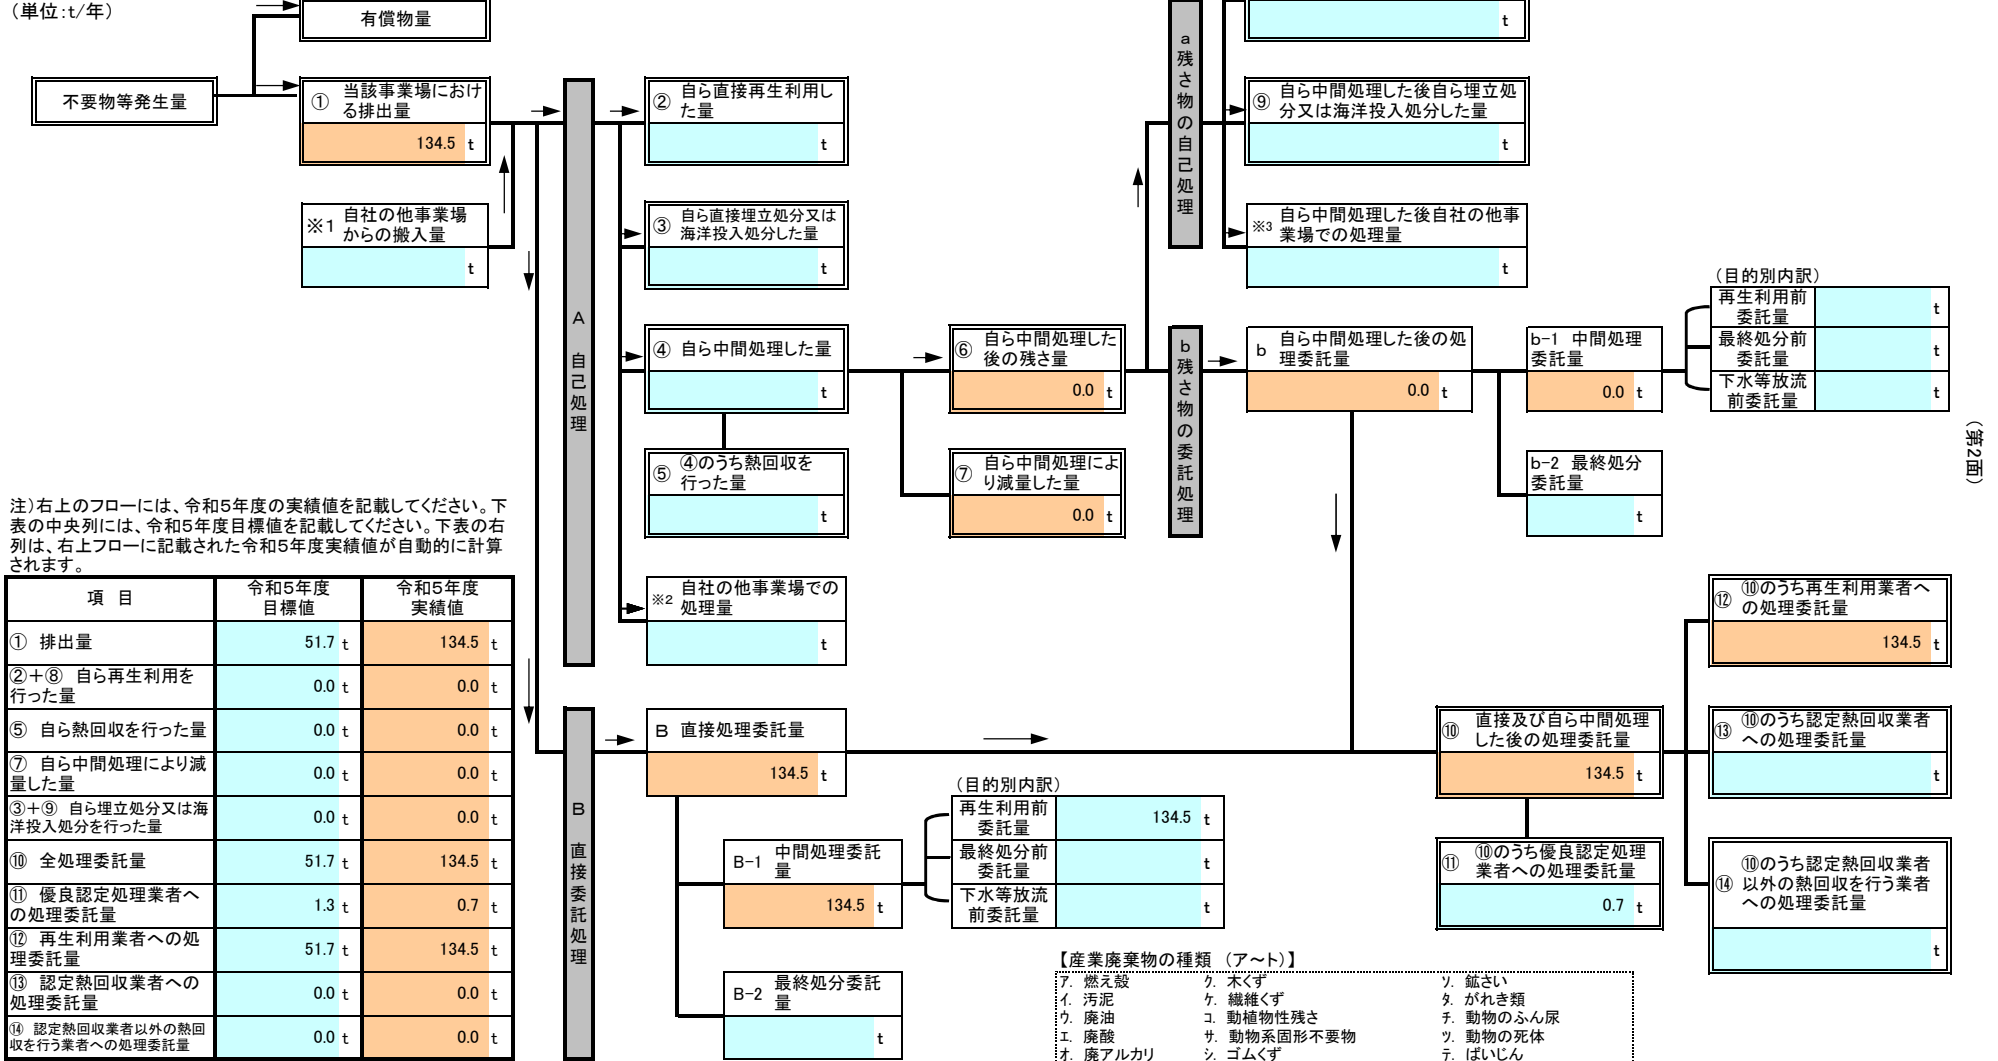 （単位:t/年）
有償物量
不要物等発生量
① 当該事業場におけ
る排出量
134.5 t
※1 自社の他事業場
からの搬入量
t
A 自己処理
② 自ら直接再生利用し
た量
t
③ 自ら直接埋立処分又は
海洋投入処分した量
t
④ 自ら中間処理した量
t
⑤ ④のうち熱回収を
行った量
t
※2 自社の他事業場での
処理量
t
⑥ 自ら中間処理した
後の残さ量
0.0 t
⑦ 自ら中間処理によ
り減量した量
0.0 t
a 残さ物の自己処理
t
⑨ 自ら中間処理した後自ら埋立処
分又は海洋投入処分した量
t
※3 自ら中間処理した後自社の他事
業場での処理量
t
b 残さ物の委託処理
b 自ら中間処理した後の処
理委託量
0.0 t
b-1 中間処理
委託量
0.0 t
b-2 最終処分
委託量
t
（目的別内訳）
再生利用前
委託量 t
最終処分前
委託量 t
下水等放流
前委託量 t
（第2面）
注）右上のフローには、令和5年度の実績値を記載してください。下
表の中央列には、令和5年度目標値を記載してください。下表の右
列は、右上フローに記載された令和5年度実績値が自動的に計算
されます。
項 目 令和5年度 目標値 令和5年度 実績値
① 排出量 51.7 t 134.5 t
②＋⑧ 自ら再生利用を
行った量 0.0 t 0.0 t
⑤ 自ら熱回収を行った量 0.0 t 0.0 t
⑦ 自ら中間処理により減
量した量 0.0 t 0.0 t
③＋⑨ 自ら埋立処分又は海
洋投入処分を行った量 0.0 t 0.0 t
⑩ 全処理委託量 51.7 t 134.5 t
⑪ 優良認定処理業者へ
の処理委託量 1.3 t 0.7 t
⑫ 再生利用業者への処
理委託量 51.7 t 134.5 t
⑬ 認定熱回収業者への
処理委託量 0.0 t 0.0 t
⑭ 認定熱回収業者以外の熱回
収を行う業者への処理委託量 0.0 t 0.0 t
B 直接委託処理
B 直接処理委託量
134.5 t
B-1 中間処理委託
量
134.5 t
B-2 最終処分委託
量
t
（目的別内訳）
再生利用前
委託量 134.5 t
最終処分前
委託量 t
下水等放流
前委託量 t
⑩ 直接及び自ら中間処理
した後の処理委託量
134.5 t
⑪ ⑩のうち優良認定処理
業者への処理委託量
0.7 t
⑫ ⑩のうち再生利用業者へ
の処理委託量
134.5 t
⑬ ⑩のうち認定熱回収業者
への処理委託量
t
⑭ ⑩のうち認定熱回収業者
以外の熱回収を行う業者
への処理委託量
t
【産業廃棄物の種類 （ア～ト）】
ｱ. 燃え殻 ｸ. 木くず ｿ. 鉱さい
ｲ. 汚泥 ｹ. 繊維くず ﾀ. がれき類
ｳ. 廃油 ｺ. 動植物性残さ ﾁ. 動物のふん尿
ｴ. 廃酸 ｻ. 動物系固形不要物 ﾂ. 動物の死体
ｵ. 廃アルカリ ｼ. ゴムくず ﾃ. ばいじん